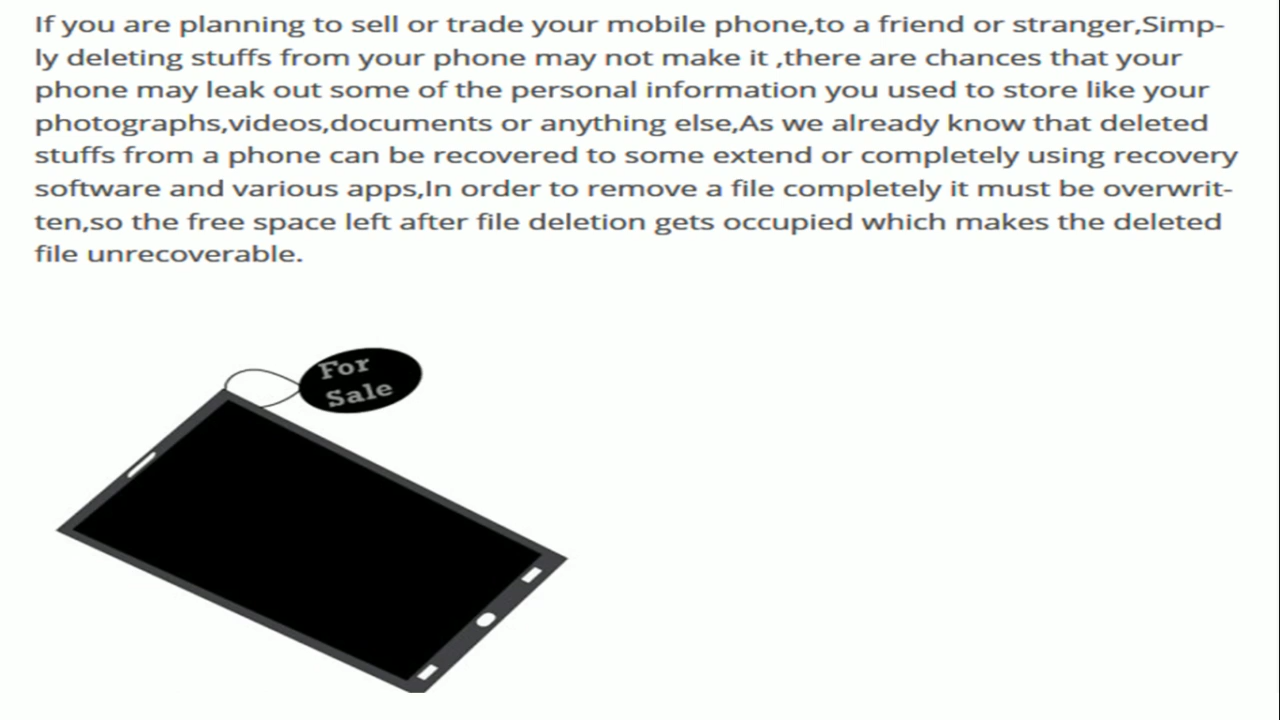 If you are planning to sell or trade your mobile phone,to a friend or stranger,Simp-
ly deleting stuffs from your phone may not make it ,there are chances that your
phone may leak out some of the personal information you used to store like your
photographs,videos,documents or anything else,As we already know that deleted
stuffs from a phone can be recovered to some extend or completely using recovery
software and various apps,In order to remove a file completely it must be overwrit-
ten,so the free space left after file deletion gets occupied which makes the deleted
file unrecoverable.
For
Sale